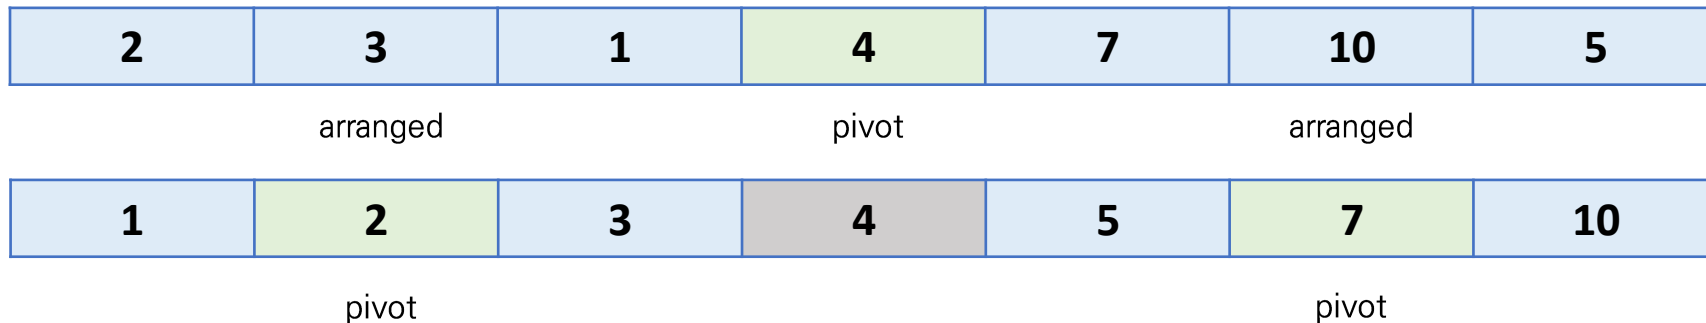 2 3 1 4 7 10 5
arranged pivot arranged
1 2 3 4 5 7 10
pivot pivot